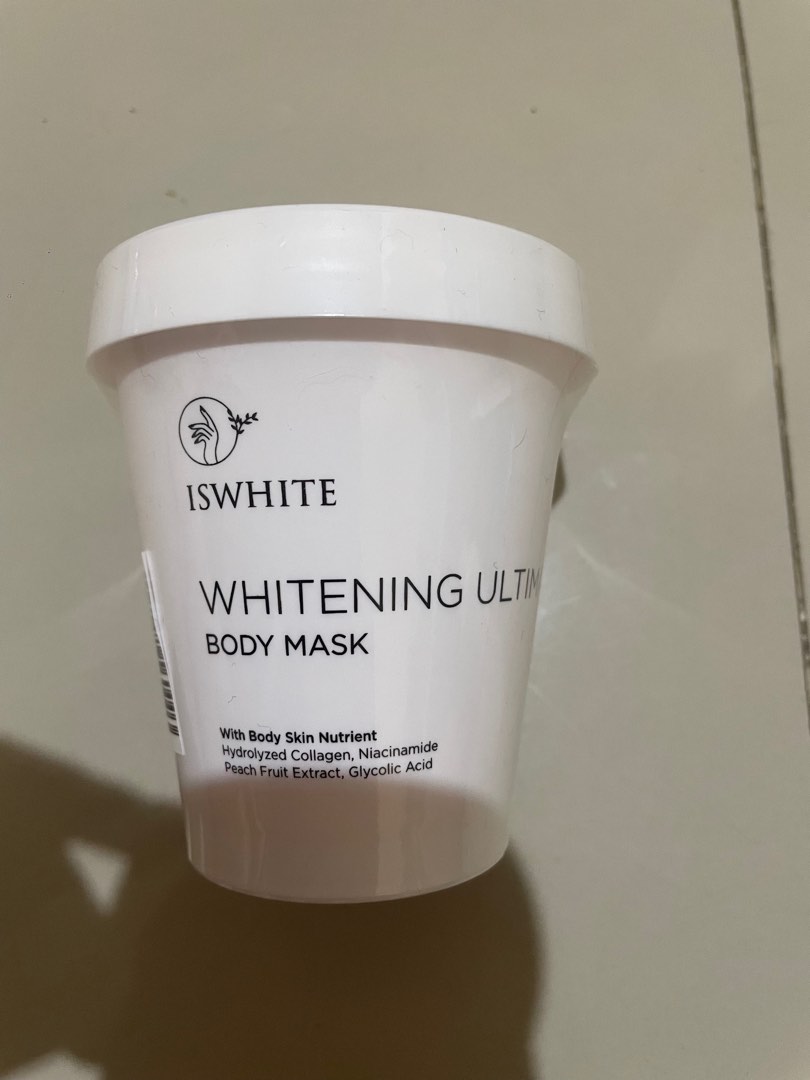 ISWHITE
WHITENING ULTIM
BODY MASK
With Body Skin Nutrient
Hydrolyzed Collagen, Niacinamide
Peach Fruit Extract, Glycolic Acid